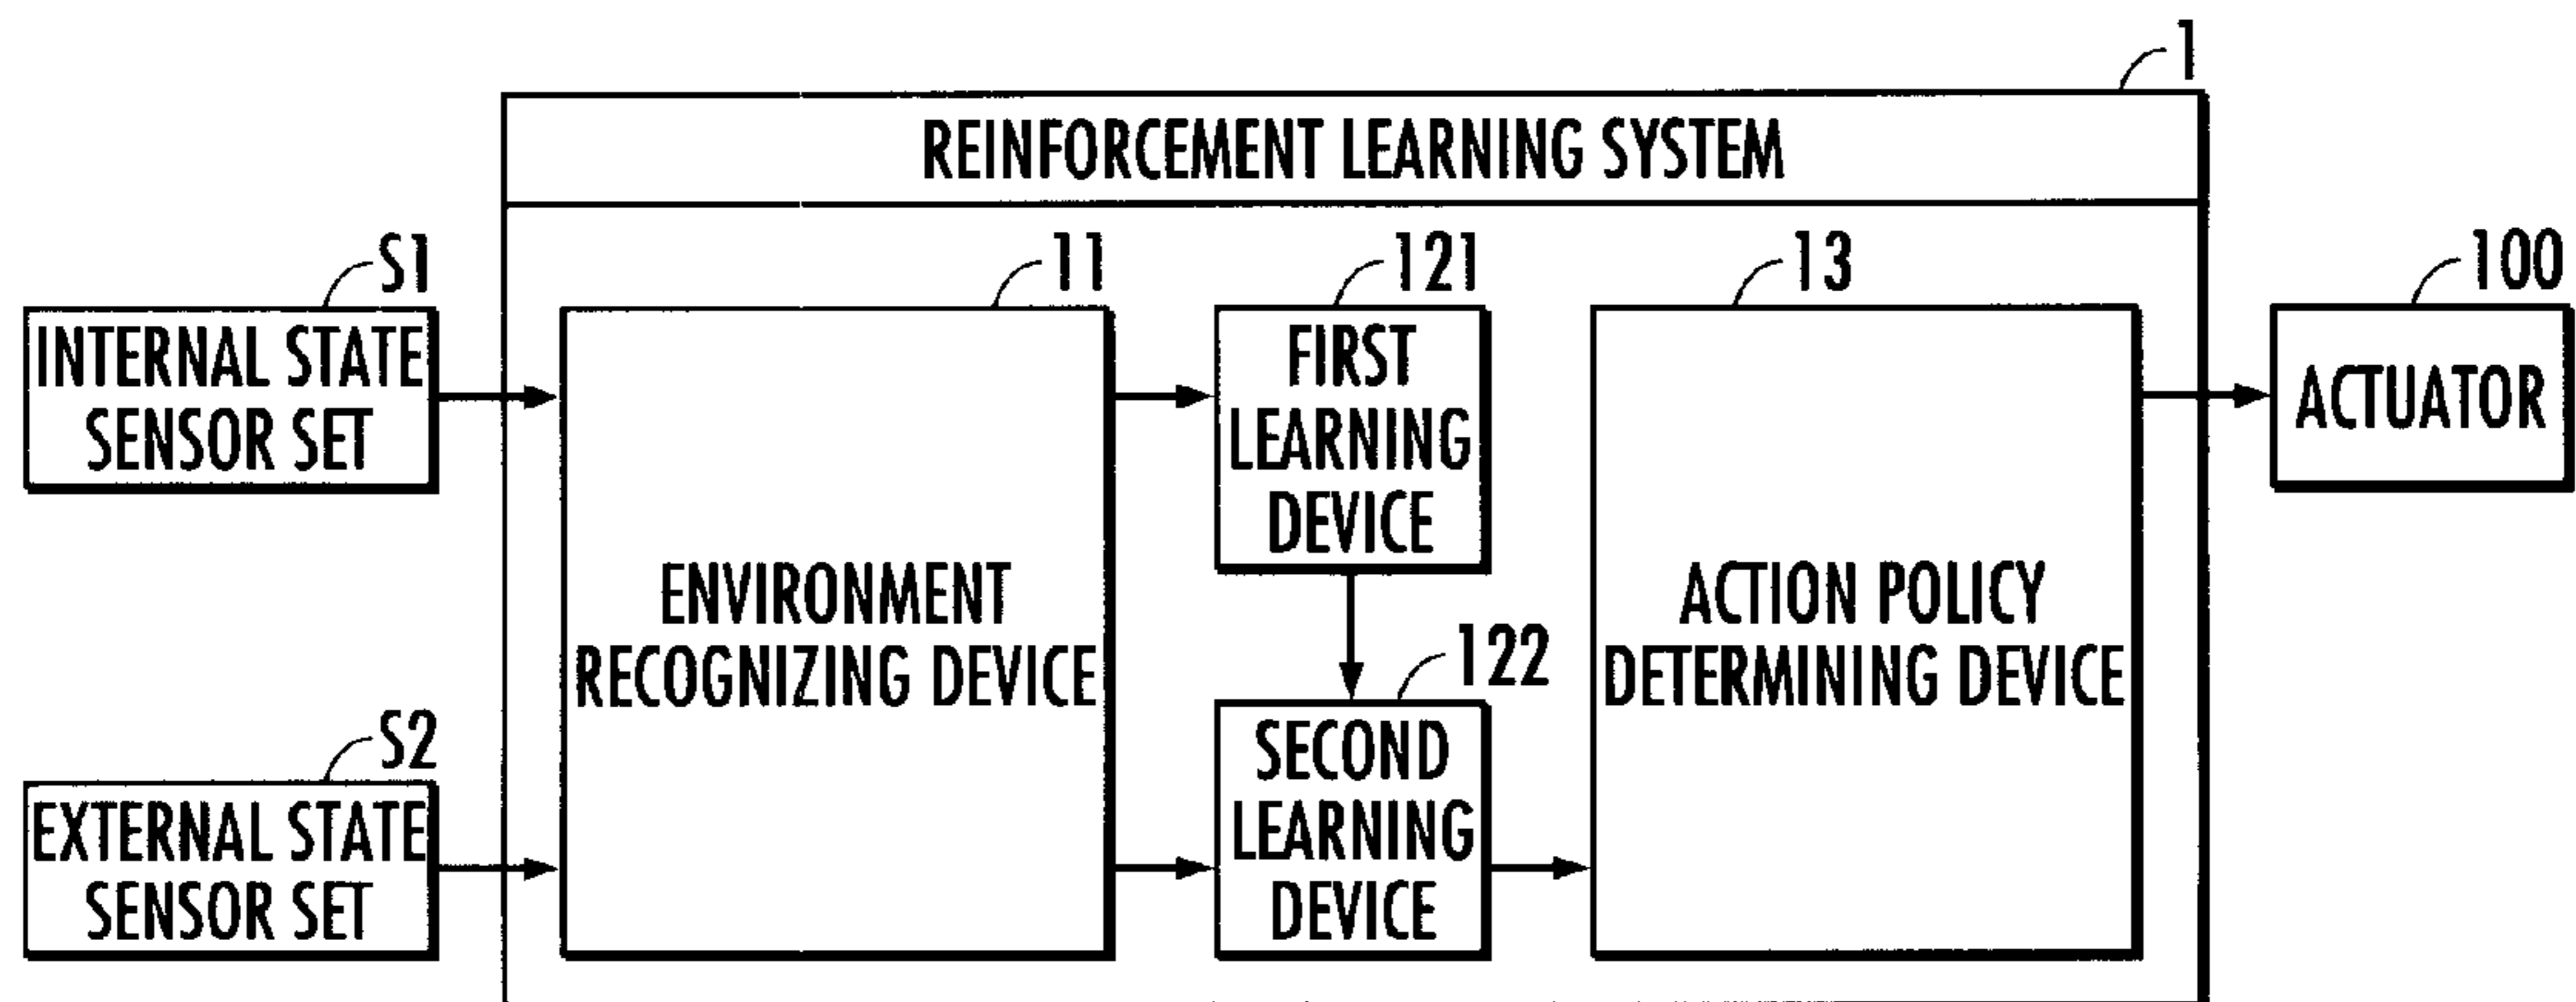 1
REINFORCEMENT LEARNING SYSTEM
S1
INTERNAL STATE
SENSOR SET
S2
EXTERNAL STATE
SENSOR SET
11
ENVIRONMENT
RECOGNIZING DEVICE
121
FIRST
LEARNING
DEVICE
122
SECOND
LEARNING
DEVICE
13
ACTION POLICY
DETERMINING DEVICE
100
ACTUATOR